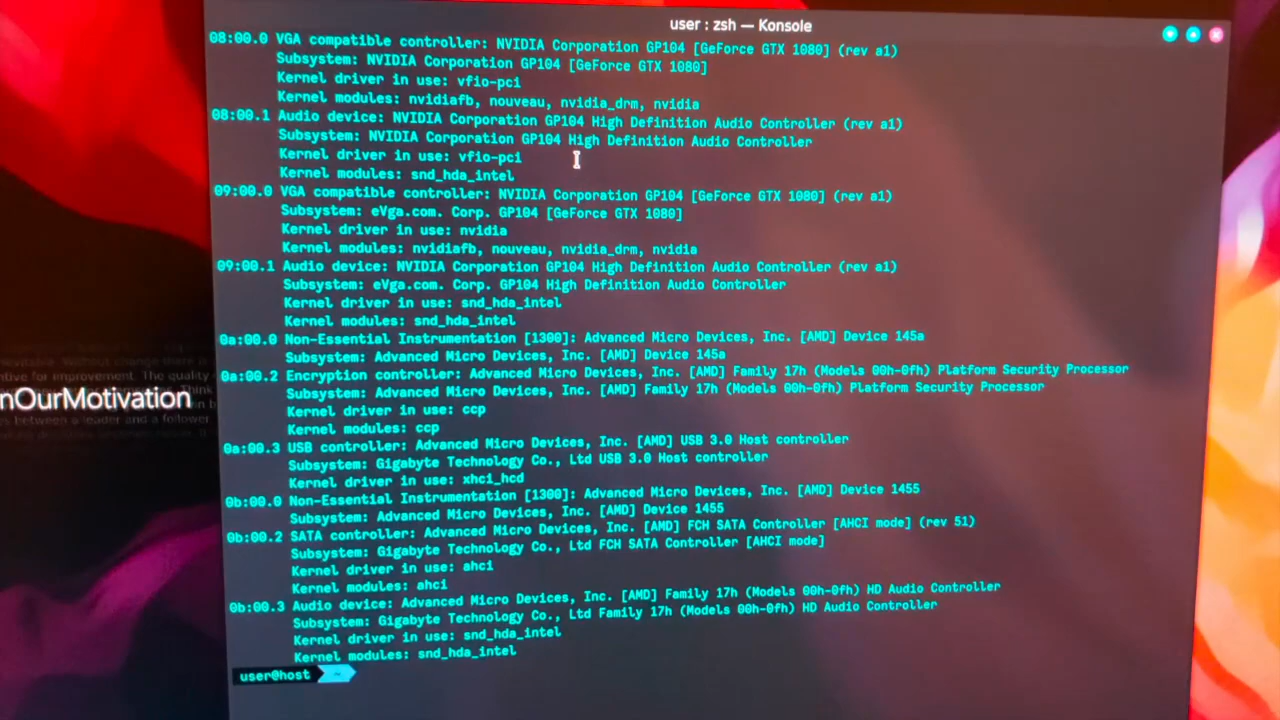 user : zsh — Konsole
08:00.0 VGA compatible controller: NVIDIA Corporation GP104 [GeForce GTX 1080] (rev a1)
Subsystem: NVIDIA Corporation GP104 [GeForce GTX 1080]
Kernel driver in use: vfio-pci
Kernel modules: nvidiafb, nouveau, nvidia_drm, nvidia
08:00.1 Audio device: NVIDIA Corporation GP104 High Definition Audio Controller (rev a1)
Subsystem: NVIDIA Corporation GP104 High Definition Audio Controller
Kernel driver in use: vfio-pci
Kernel modules: snd_hda_intel
09:00.0 VGA compatible controller: NVIDIA Corporation GP104 [GeForce GTX 1080] (rev a1)
Subsystem: eVga.com. Corp. GP104 [GeForce GTX 1080]
Kernel driver in use: nvidia
Kernel modules: nvidiafb, nouveau, nvidia_drm, nvidia
09:00.1 Audio device: NVIDIA Corporation GP104 High Definition Audio Controller (rev a1)
Subsystem: eVga.com. Corp. GP104 High Definition Audio Controller
Kernel driver in use: snd_hda_intel
Kernel modules: snd_hda_intel
0a:00.0 Non-Essential Instrumentation [1300]: Advanced Micro Devices, Inc. [AMD] Device 145a
Subsystem: Advanced Micro Devices, Inc. [AMD] Device 145a
0a:00.2 Encryption controller: Advanced Micro Devices, Inc. [AMD] Family 17h (Models 00h-0fh) Platform Security Processor
Subsystem: Advanced Micro Devices, Inc. [AMD] Family 17h (Models 00h-0fh) Platform Security Processor
Kernel driver in use: ccp
Kernel modules: ccp
0a:00.3 USB controller: Advanced Micro Devices, Inc. [AMD] USB 3.0 Host controller
Subsystem: Gigabyte Technology Co., Ltd USB 3.0 Host controller
Kernel driver in use: xhci_hcd
0b:00.0 Non-Essential Instrumentation [1300]: Advanced Micro Devices, Inc. [AMD] Device 1455
Subsystem: Advanced Micro Devices, Inc. [AMD] Device 1455
0b:00.2 SATA controller: Advanced Micro Devices, Inc. [AMD] FCH SATA Controller [AHCI mode] (rev 51)
Subsystem: Gigabyte Technology Co., Ltd FCH SATA Controller [AHCI mode]
Kernel driver in use: ahci
Kernel modules: ahci
0b:00.3 Audio device: Advanced Micro Devices, Inc. [AMD] Family 17h (Models 00h-0fh) HD Audio Controller
Subsystem: Gigabyte Technology Co., Ltd Family 17h (Models 00h-0fh) HD Audio Controller
Kernel driver in use: snd_hda_intel
Kernel modules: snd_hda_intel
user@host ~
Without change there is
for improvement. The quality
nOurMotivation
between a leader and a follower